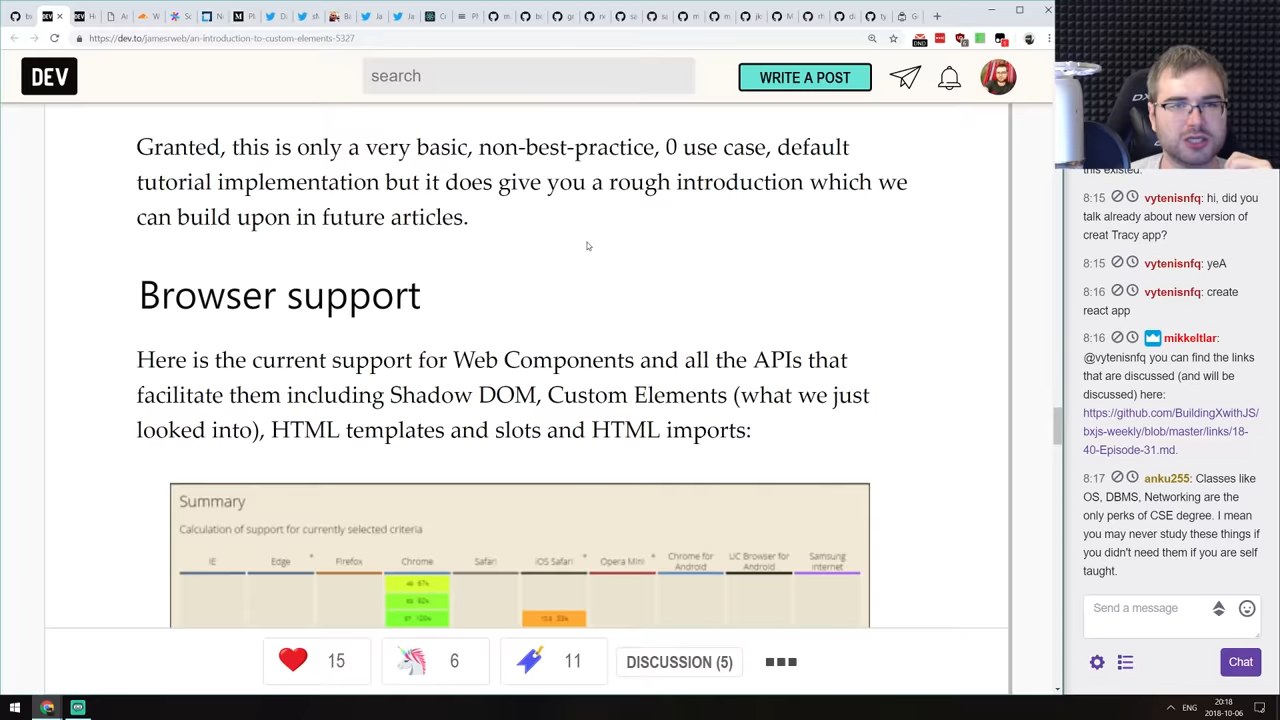 https://dev.to/jamesrweb/an-introduction-to-custom-elements-5327
DEV
search
WRITE A POST
Granted, this is only a very basic, non-best-practice, 0 use case, default
tutorial implementation but it does give you a rough introduction which we
can build upon in future articles.
Browser support
Here is the current support for Web Components and all the APIs that
facilitate them including Shadow DOM, Custom Elements (what we just
looked into), HTML templates and slots and HTML imports:
Summary
Calculation of support for currently selected criteria
IE
Edge
Firefox
Chrome
Safari
iOS Safari
Opera Mini
Chrome for
Android
UC Browser for
Android
Samsung
Internet
15
6
11
DISCUSSION (5)
this existed.
8:15 vytenisnfq: hi, did you
talk already about new version of
creat Tracy app?
8:15 vytenisnfq: yeA
8:16 vytenisnfq: create
react app
8:16 mikkeltlar:
@vytenisnfq you can find the links
that are discussed (and will be
discussed) here:
https://github.com/BuildingXwithJS/
bxjs-weekly/blob/master/links/18-
40-Episode-31.md.
8:17 anku255: Classes like
OS, DBMS, Networking are the
only perks of CSE degree. I mean
you may never study these things if
you didn't need them if you are self
taught.
Send a message
Chat
ENG
20:18
2018-10-06